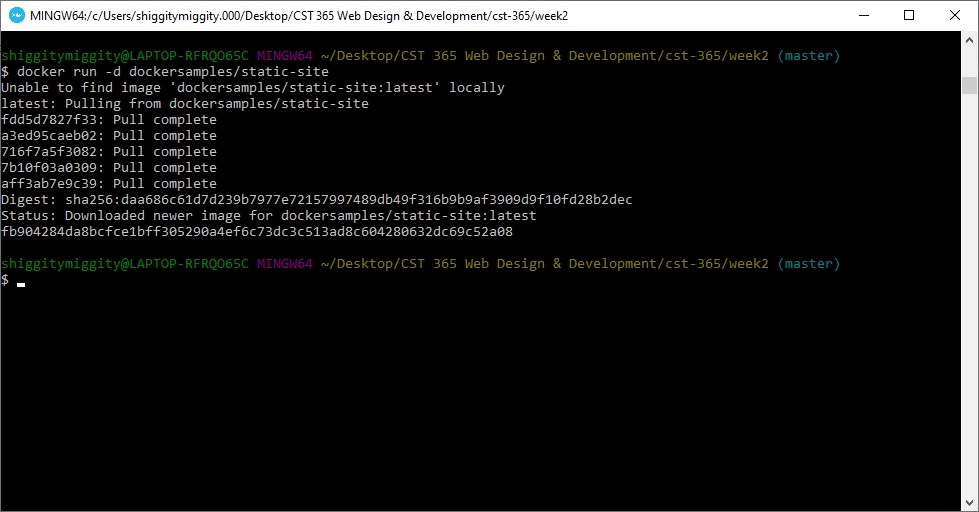 MINGW64:/c/Users/shiggitymiggity.000/Desktop/CST 365 Web Design & Development/cst-365/week2
shiggitymiggity@LAPTOP-RFRQO65C MINGW64 ~/Desktop/CST 365 Web Design & Development/cst-365/week2 (master)
$ docker run -d dockersamples/static-site
Unable to find image 'dockersamples/static-site:latest' locally
latest: Pulling from dockersamples/static-site
fdd5d7827f33: Pull complete
a3ed95caeb02: Pull complete
716f7a5f3082: Pull complete
7b10f03a0309: Pull complete
aff3ab7e9c39: Pull complete
Digest: sha256:daa686c61d7d239b7977e72157997489db49f316b9b9af3909d9f10fd28b2dec
Status: Downloaded newer image for dockersamples/static-site:latest
fb904284da8bcfce1bff305290a4ef6c73dc3c513ad8c604280632dc69c52a08
shiggitymiggity@LAPTOP-RFRQO65C MINGW64 ~/Desktop/CST 365 Web Design & Development/cst-365/week2 (master)
$